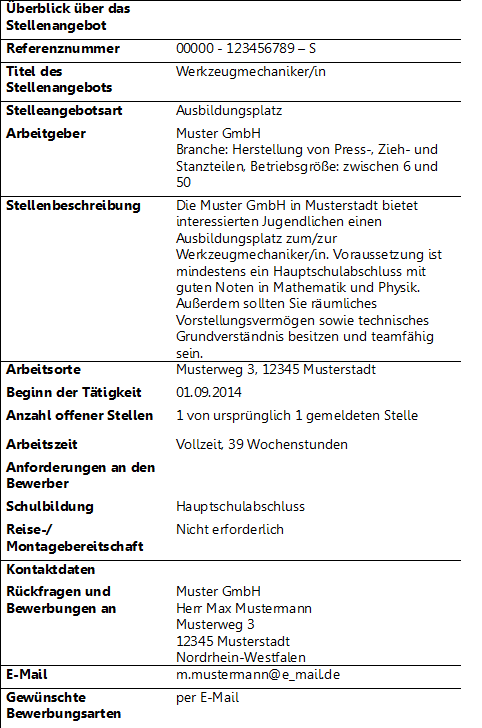 Überblick über das
Stellenangebot
Referenznummer 00000 - 123456789 – S
Titel des Werkzeugmechaniker/in
Stellenangebots
Stelleangebotsart Ausbildungsplatz
Arbeitgeber Muster GmbH
Branche: Herstellung von Press-, Zieh- und
Stanzteilen, Betriebsgröße: zwischen 6 und
50
Stellenbeschreibung Die Muster GmbH in Musterstadt bietet
interessierten Jugendlichen einen
Ausbildungsplatz zum/zur
Werkzeugmechaniker/in. Voraussetzung ist
mindestens ein Hauptschulabschluss mit
guten Noten in Mathematik und Physik.
Außerdem sollten Sie räumliches
Vorstellungsvermögen sowie technisches
Grundverständnis besitzen und teamfähig
sein.
Arbeitsorte Musterweg 3, 12345 Musterstadt
Beginn der Tätigkeit 01.09.2014
Anzahl offener Stellen 1 von ursprünglich 1 gemeldeten Stelle
Arbeitszeit Vollzeit, 39 Wochenstunden
Anforderungen an den
Bewerber
Schulbildung Hauptschulabschluss
Reise-/ Nicht erforderlich
Montagebereitschaft
Kontaktdaten
Rückfragen und Muster GmbH
Bewerbungen an Herr Max Mustermann
Musterweg 3
12345 Musterstadt
Nordrhein-Westfalen
E-Mail m.mustermann@e_mail.de
Gewünschte per E-Mail
Bewerbungsarten